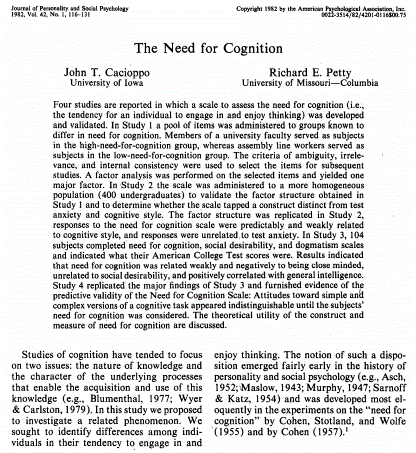 Journal of Personality and Social Psychology
1982, Vol. 42, No. 1, 116-131
Copyright 1982 by the American Psychological Association, Inc.
0022-3514/82/4201-0116$00.75
The Need for Cognition
John T. Cacioppo
University of Iowa
Richard E. Petty
University of Missouri—Columbia
Four studies are reported in which a scale to assess the need for cognition (i.e.,
the tendency for an individual to engage in and enjoy thinking) was developed
and validated. In Study 1 a pool of items was administered to groups known to
differ in need for cognition. Members of a university faculty served as subjects
in the high-need-for-cognition group, whereas assembly line workers served as
subjects in the low-need-for-cognition group. The criteria of ambiguity, irrele-
vance, and internal consistency were used to select the items for subsequent
studies. A factor analysis was performed on the selected items and yielded one
major factor. In Study 2 the scale was administered to a more homogeneous
population (400 undergraduates) to validate the factor structure obtained in
Study 1 and to determine whether the scale tapped a construct distinct from test
anxiety and cognitive style. The factor structure was replicated in Study 2,
responses to the need for cognition scale were predictably and weakly related
to cognitive style, and responses were unrelated to test anxiety. In Study 3, 104
subjects completed need for cognition, social desirability, and dogmatism scales
and indicated what their American College Test scores were. Results indicated
that need for cognition was related weakly and negatively to being close minded,
unrelated to social desirability, and positively correlated with general intelligence.
Study 4 replicated the major findings of Study 3 and furnished evidence of the
predictive validity of the Need for Cognition Scale: Attitudes toward simple and
complex versions of a cognitive task appeared indistinguishable until the subjects'
need for cognition was considered. The theoretical utility of the construct and
measure of need for cognition are discussed.
Studies of cognition have tended to focus
on two issues: the nature of knowledge and
the character of the underlying processes
that enable the acquisition and use of this
knowledge (e.g., Blumenthal, 1977; Wyer
& Carlston, 1979). In this study we proposed
to investigate a related phenomenon. We
sought to identify differences among indi-
viduals in their tendency to engage in and
enjoy thinking. The notion of such a dispo-
sition emerged fairly early in the history of
personality and social psychology (e.g., Asch,
1952; Maslow, 1943; Murphy, 1947; Sarnoff
& Katz, 1954) and was developed most el-
oquently in the experiments on the "need for
cognition" by Cohen, Stotland, and Wolfe
(1955) and by Cohen (1957).¹